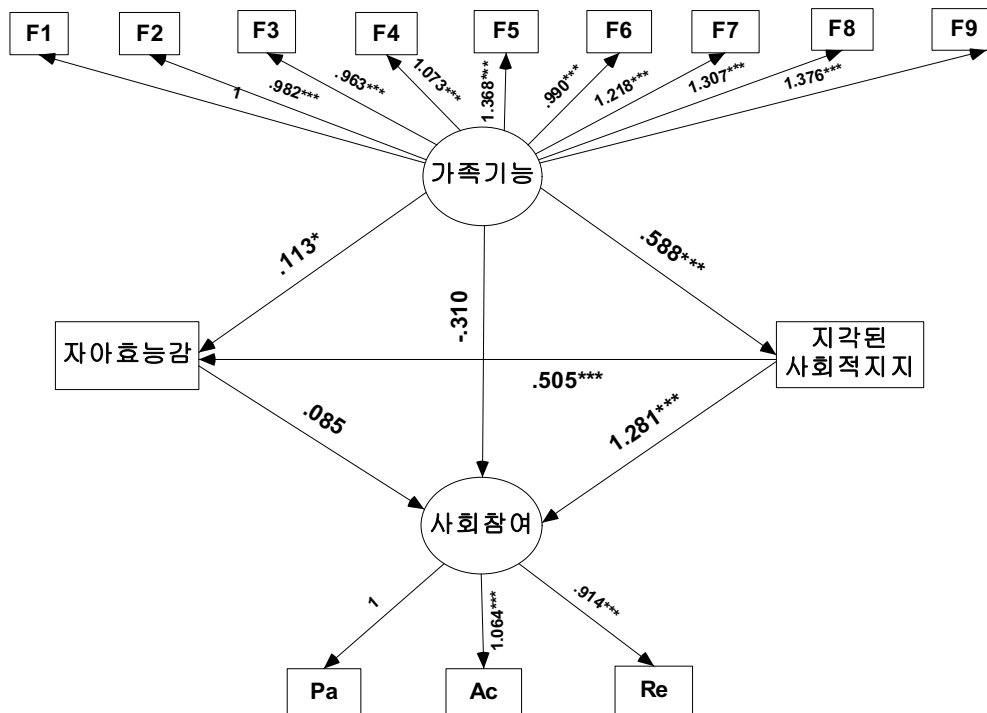 F1
F2
F3
F4
F5
F6
F7
F8
F9
1
.982***
.963***
1.073***
1.368***
.990***
1.218***
1.307***
1.376***
가족기능
.113*
-.310
.588***
자아효능감
지각된
사회적지지
.505***
.085
1.281***
사회참여
1
1.064***
.914***
Pa
Ac
Re